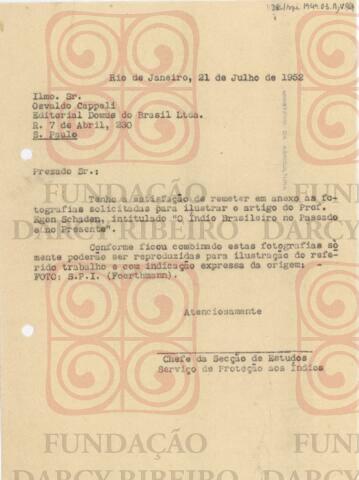 Rio de Janeiro, 21 de Julho de 1952
Ilmo. Sr.
Osvaldo Cappali
Editorial Domus do Brasil Ltda.
R. 7 de Abril, 230
S. Paulo
Prezado Sr.:
Tenho a satisfação de remeter em anexo as fo-
tografias solicitadas para ilustrar o artigo do Prof.
Egon Schaden, intitulado "O Índio Brasileiro no Passado
e no Presente".
Conforme ficou combinado estas fotografias só
mente poderão ser reproduzidas para ilustração do refe-
rido trabalho e com indicação expressa da origem: -
FOTO: S.P.I. (Foerthmann).
Atenciosamente
Chefe da Secção de Estudos
Serviço de Proteção aos Índios
FUNDAÇÃO
DARCY RIBEIRO
FUNDAÇÃO
DARCY RIBEIRO